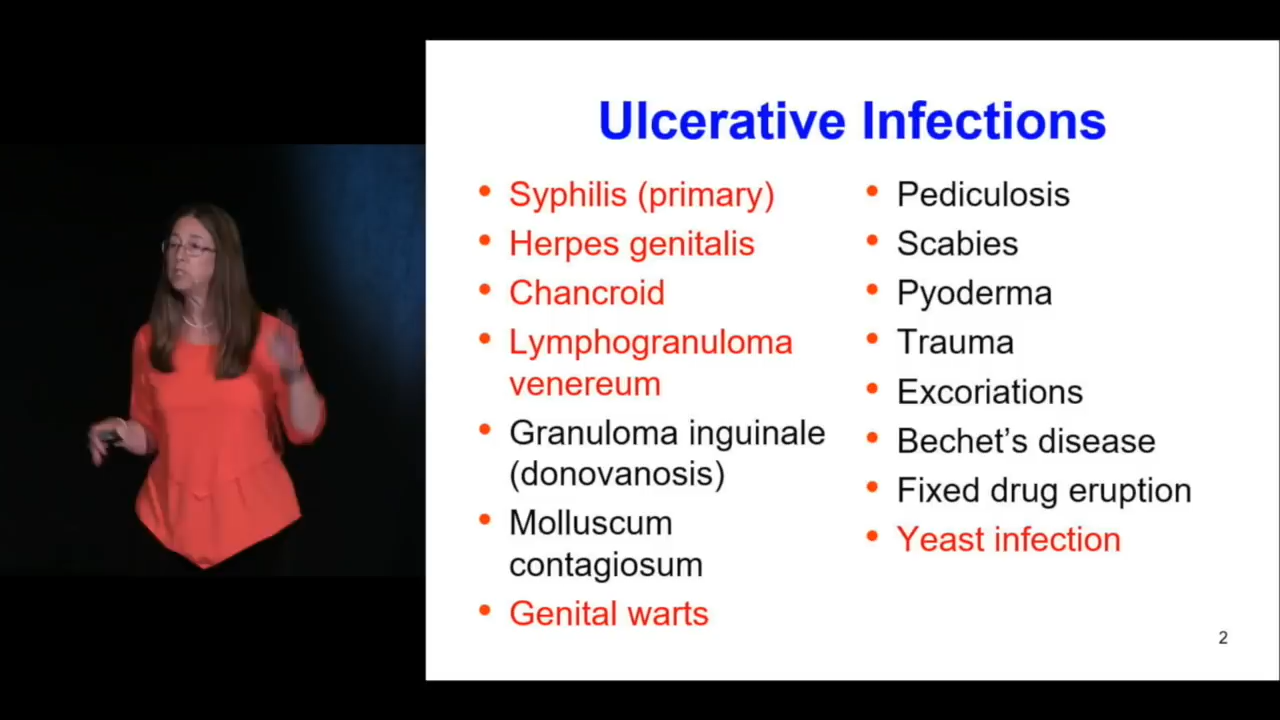 Ulcerative Infections
• Syphilis (primary)
• Herpes genitalis
• Chancroid
• Lymphogranuloma
venereum
• Granuloma inguinale
(donovanosis)
• Molluscum
contagiosum
• Genital warts
• Pediculosis
• Scabies
• Pyoderma
• Trauma
• Excoriations
• Bechet’s disease
• Fixed drug eruption
• Yeast infection
2